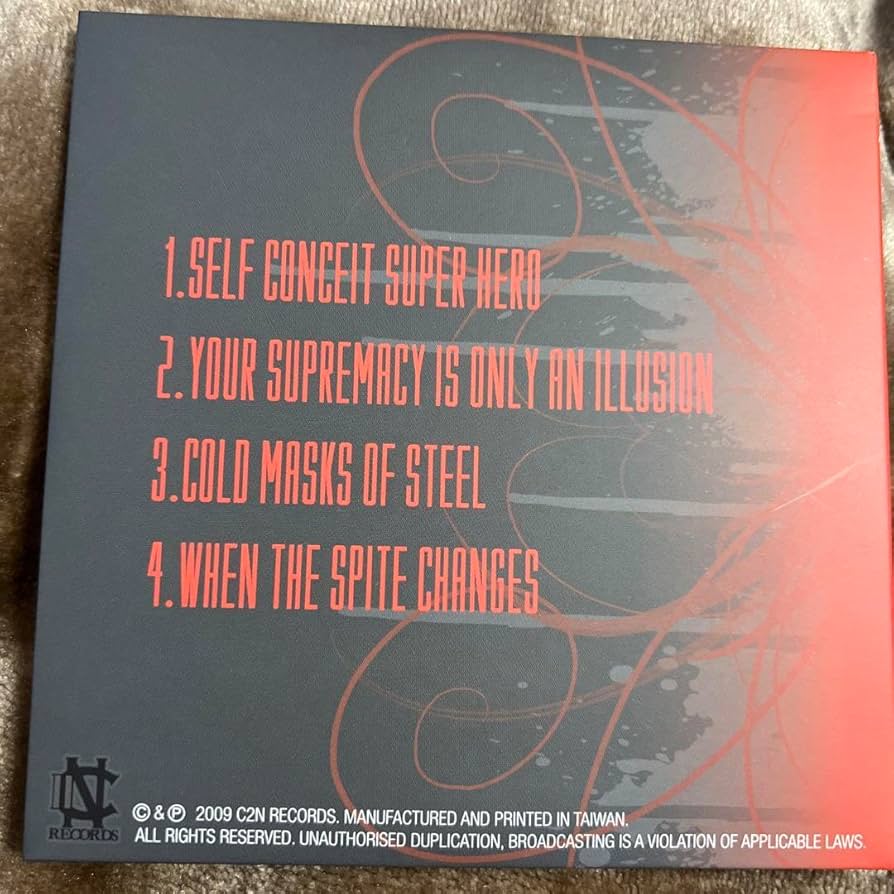 1.SELF CONCEIT SUPER HERO
2.YOUR SUPREMACY IS ONLY AN ILLUSION
3.COLD MASKS OF STEEL
4.WHEN THE SPITE CHANGES
NC
RECORDS
© & ℗ 2009 C2N RECORDS. MANUFACTURED AND PRINTED IN TAIWAN.
ALL RIGHTS RESERVED. UNAUTHORISED DUPLICATION, BROADCASTING IS A VIOLATION OF APPLICABLE LAWS.